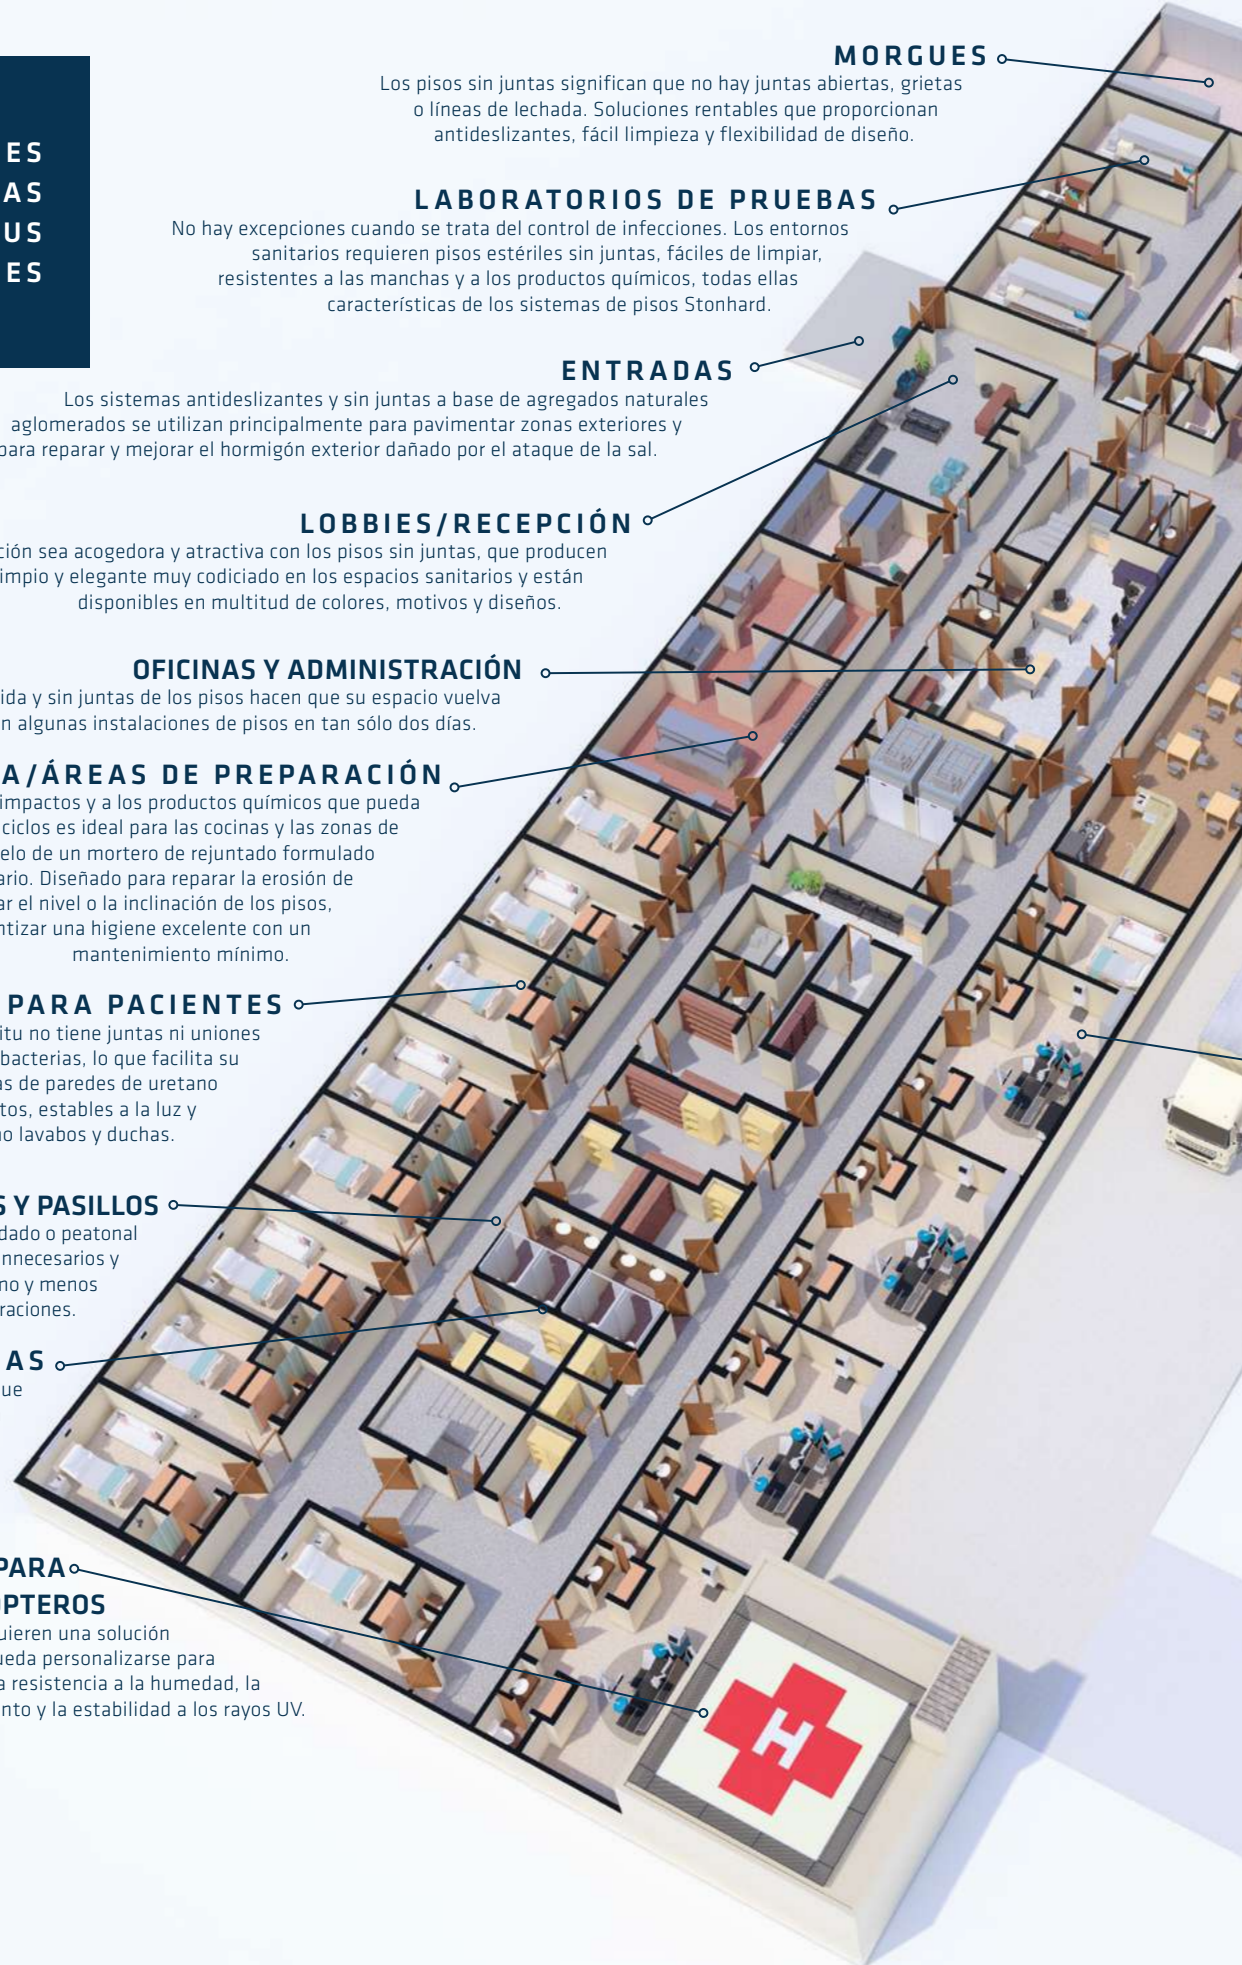 ES
AS
US
ES
MORGUES
Los pisos sin juntas significan que no hay juntas abiertas, grietas
o líneas de lechada. Soluciones rentables que proporcionan
antideslizantes, fácil limpieza y flexibilidad de diseño.
LABORATORIOS DE PRUEBAS
No hay excepciones cuando se trata del control de infecciones. Los entornos
sanitarios requieren pisos estériles sin juntas, fáciles de limpiar,
resistentes a las manchas y a los productos químicos, todas ellas
características de los sistemas de pisos Stonhard.
ENTRADAS
Los sistemas antideslizantes y sin juntas a base de agregados naturales
aglomerados se utilizan principalmente para pavimentar zonas exteriores y
para reparar y mejorar el hormigón exterior dañado por el ataque de la sal.
LOBBIES/RECEPCIÓN
ción sea acogedora y atractiva con los pisos sin juntas, que producen
impio y elegante muy codiciado en los espacios sanitarios y están
disponibles en multitud de colores, motivos y diseños.
OFICINAS Y ADMINISTRACIÓN
ida y sin juntas de los pisos hacen que su espacio vuelva
n algunas instalaciones de pisos en tan sólo dos días.
A/ÁREAS DE PREPARACIÓN
impactos y a los productos químicos que pueda
ciclos es ideal para las cocinas y las zonas de
elo de un mortero de rejuntado formulado
ario. Diseñado para reparar la erosión de
ar el nivel o la inclinación de los pisos,
ntizar una higiene excelente con un
mantenimiento mínimo.
PARA PACIENTES
itu no tiene juntas ni uniones
bacterias, lo que facilita su
as de paredes de uretano
tos, estables a la luz y
no lavabos y duchas.
S Y PASILLOS
dado o peatonal
innecesarios y
no y menos
raciones.
AS
ue
PARA
ÓPTEROS
uieren una solución
ueda personalizarse para
a resistencia a la humedad, la
nto y la estabilidad a los rayos UV.
H